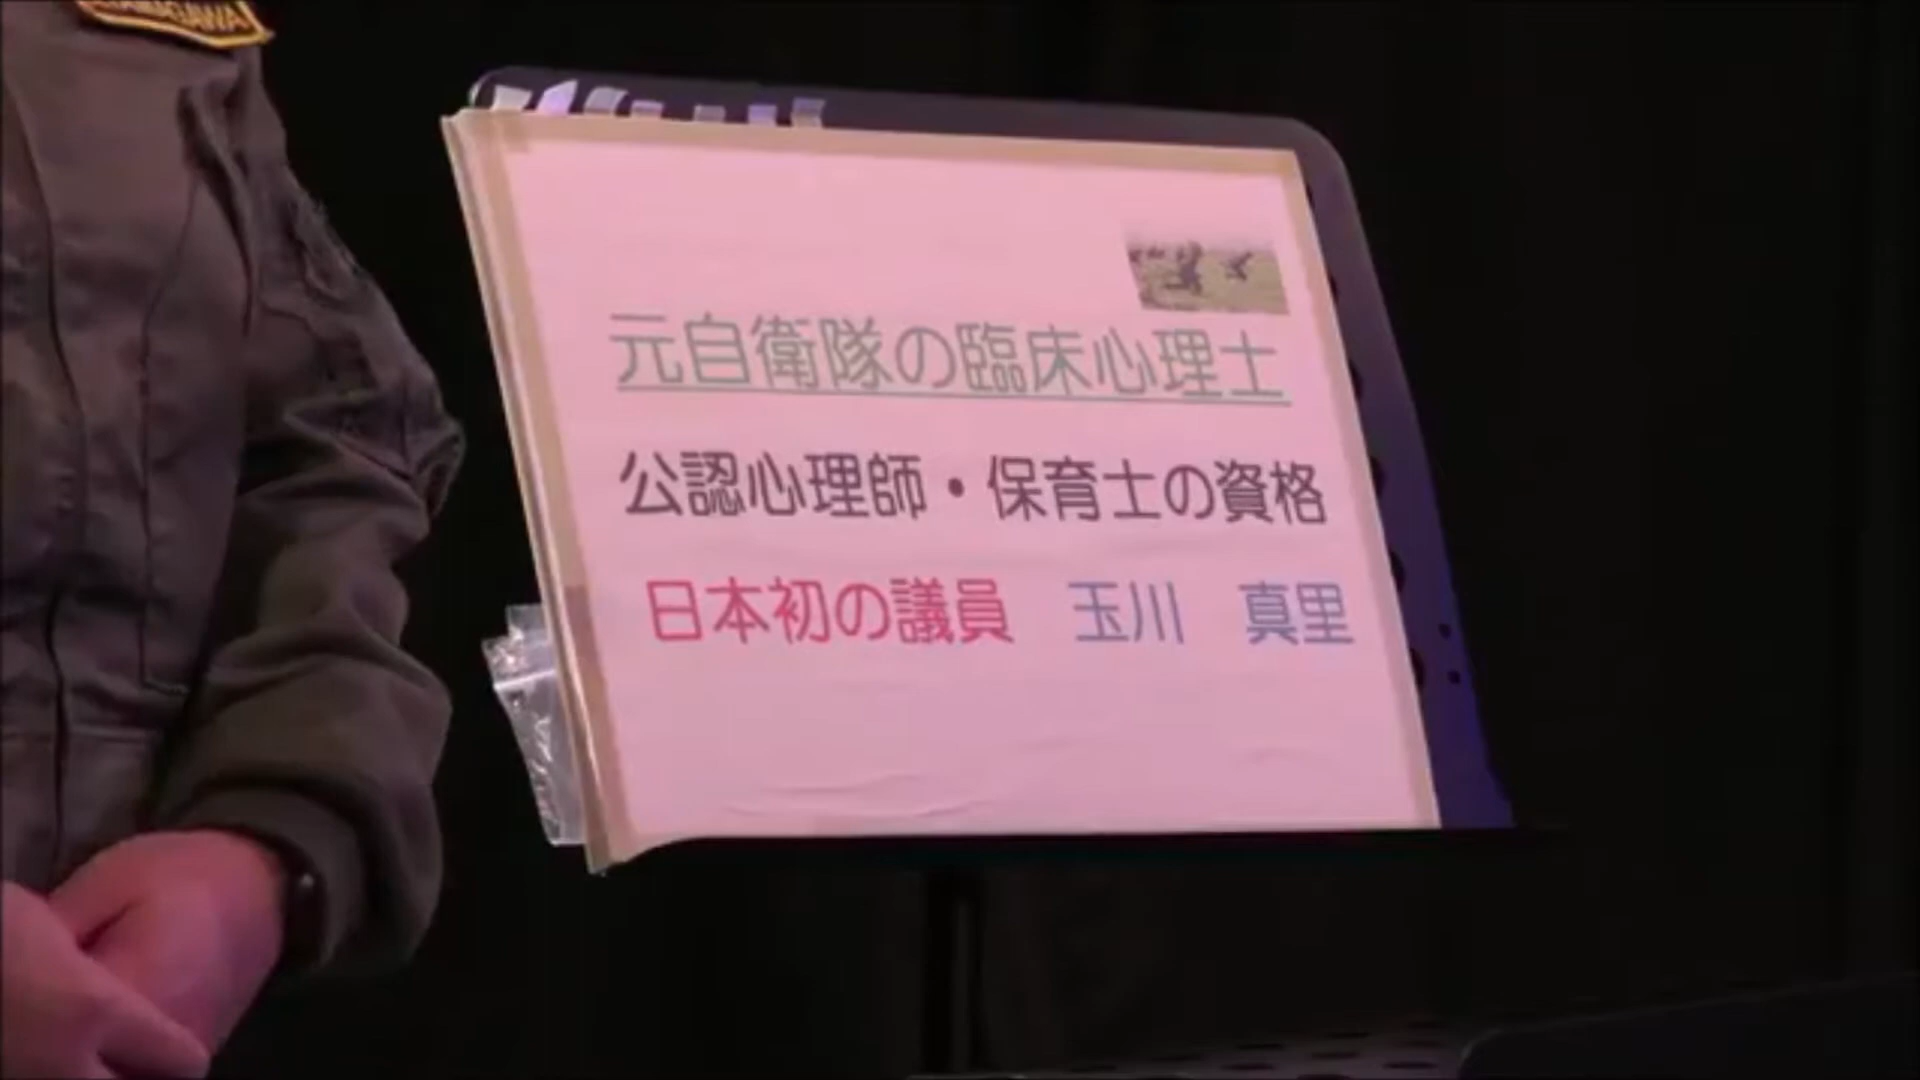 元自衛隊の臨床心理士
公認心理師・保育士の資格
日本初の議員　玉川　真里